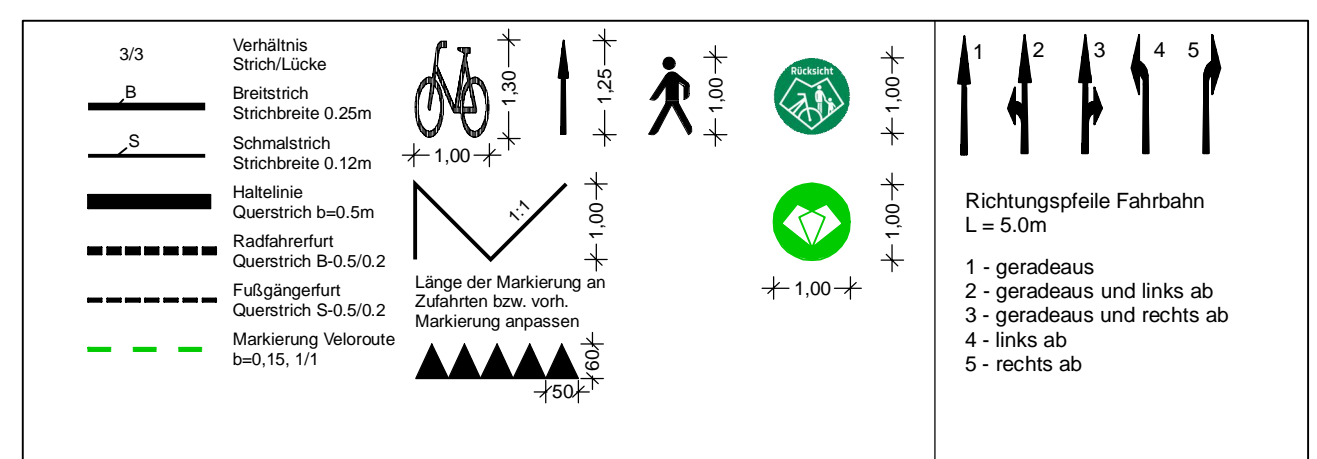 3/3
Verhältnis
Strich/Lücke
B
Breitstrich
Strichbreite 0.25m
S
Schmalstrich
Strichbreite 0.12m
Haltelinie
Querstrich b=0.5m
Radfahrerfurt
Querstrich B-0.5/0.2
Fußgängerfurt
Querstrich S-0.5/0.2
Markierung Veloroute
b=0,15, 1/1
1,30
1,00
1,25
1,00
Rücksicht
1,00
1:1
1,00
Länge der Markierung an
Zufahrten bzw. vorh.
Markierung anpassen
60
50
1,00
1,00
1
2
3
4
5
Richtungspfeile Fahrbahn
L = 5.0m
1 - geradeaus
2 - geradeaus und links ab
3 - geradeaus und rechts ab
4 - links ab
5 - rechts ab